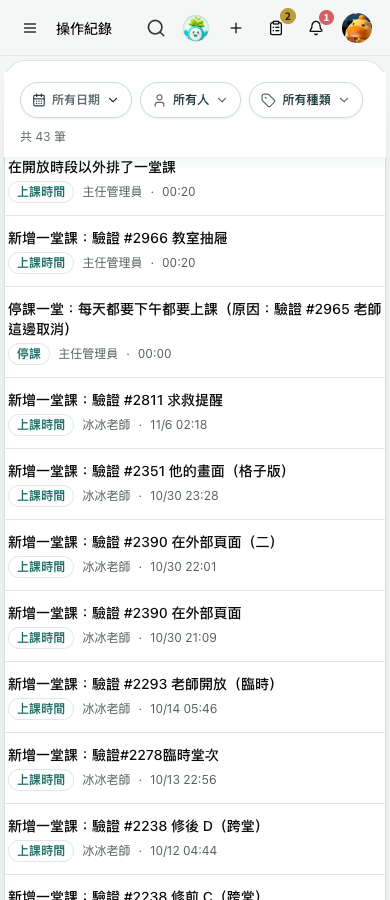 操作紀錄
2
1
所有日期
所有人
所有種類
共 43 筆
在開放時段以外排了一堂課
上課時間 主任管理員 · 00:20
新增一堂課：驗證 #2966 教室抽屜
上課時間 主任管理員 · 00:20
停課一堂：每天都要下午都要上課（原因：驗證 #2965 老師
這邊取消）
停課 主任管理員 · 00:00
新增一堂課：驗證 #2811 求救提醒
上課時間 冰冰老師 · 11/6 02:18
新增一堂課：驗證 #2351 他的畫面（格子版）
上課時間 冰冰老師 · 10/30 23:28
新增一堂課：驗證 #2390 在外部頁面（二）
上課時間 冰冰老師 · 10/30 22:01
新增一堂課：驗證 #2390 在外部頁面
上課時間 冰冰老師 · 10/30 21:09
新增一堂課：驗證 #2293 老師開放（臨時）
上課時間 冰冰老師 · 10/14 05:46
新增一堂課：驗證#2278臨時堂次
上課時間 冰冰老師 · 10/13 22:56
新增一堂課：驗證 #2238 修後 D（跨堂）
上課時間 冰冰老師 · 10/12 04:44
新增一堂課：驗證 #2238 修前 C（跨堂）